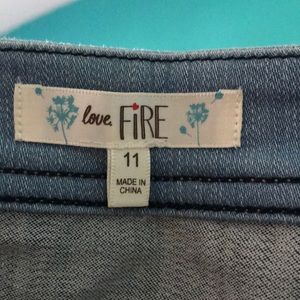 love, FiRE
11
MADE IN
CHINA